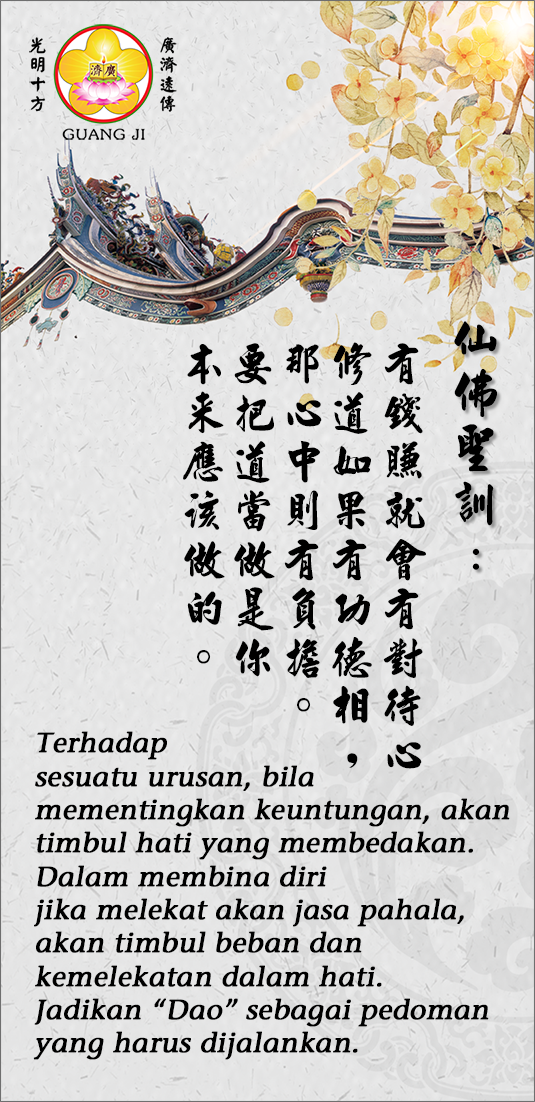 光明十方
廣濟
廣濟遠傳
GUANG JI
仙佛聖訓：
有錢賺就會有對待心
修道如果有功德相，
那心中則有負擔。
要把道當做是你
本来應該做的。
Terhadap
sesuatu urusan, bila
mementingkan keuntungan, akan
timbul hati yang membedakan.
Dalam membina diri
jika melekat akan jasa pahala,
akan timbul beban dan
kemelekatan dalam hati.
Jadikan “Dao” sebagai pedoman
yang harus dijalankan.